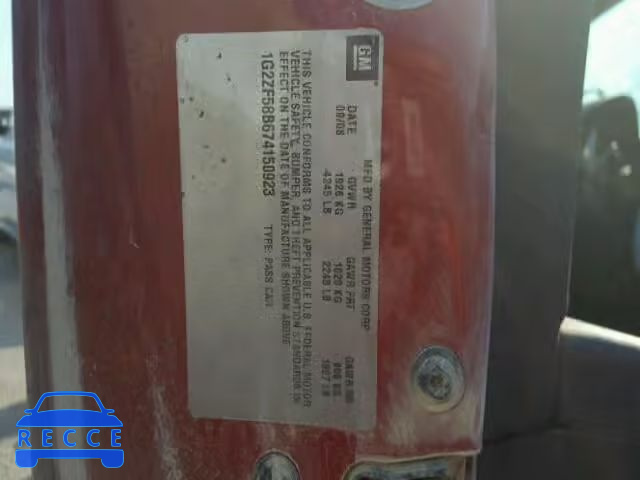 GM
MFD BY GENERAL MOTORS CORP
DATE GVWR GAWR FRT GAWR RR
09/06 1926 KG 1020 KG 906 KG
4245 LB 2248 LB 1997 LB
THIS VEHICLE CONFORMS TO ALL APPLICABLE U.S. FEDERAL MOTOR
VEHICLE SAFETY, BUMPER, AND THEFT PREVENTION STANDARDS IN
EFFECT ON THE DATE OF MANUFACTURE SHOWN ABOVE.
1G2ZF58B674150923 TYPE: PASS CAR
RECCE